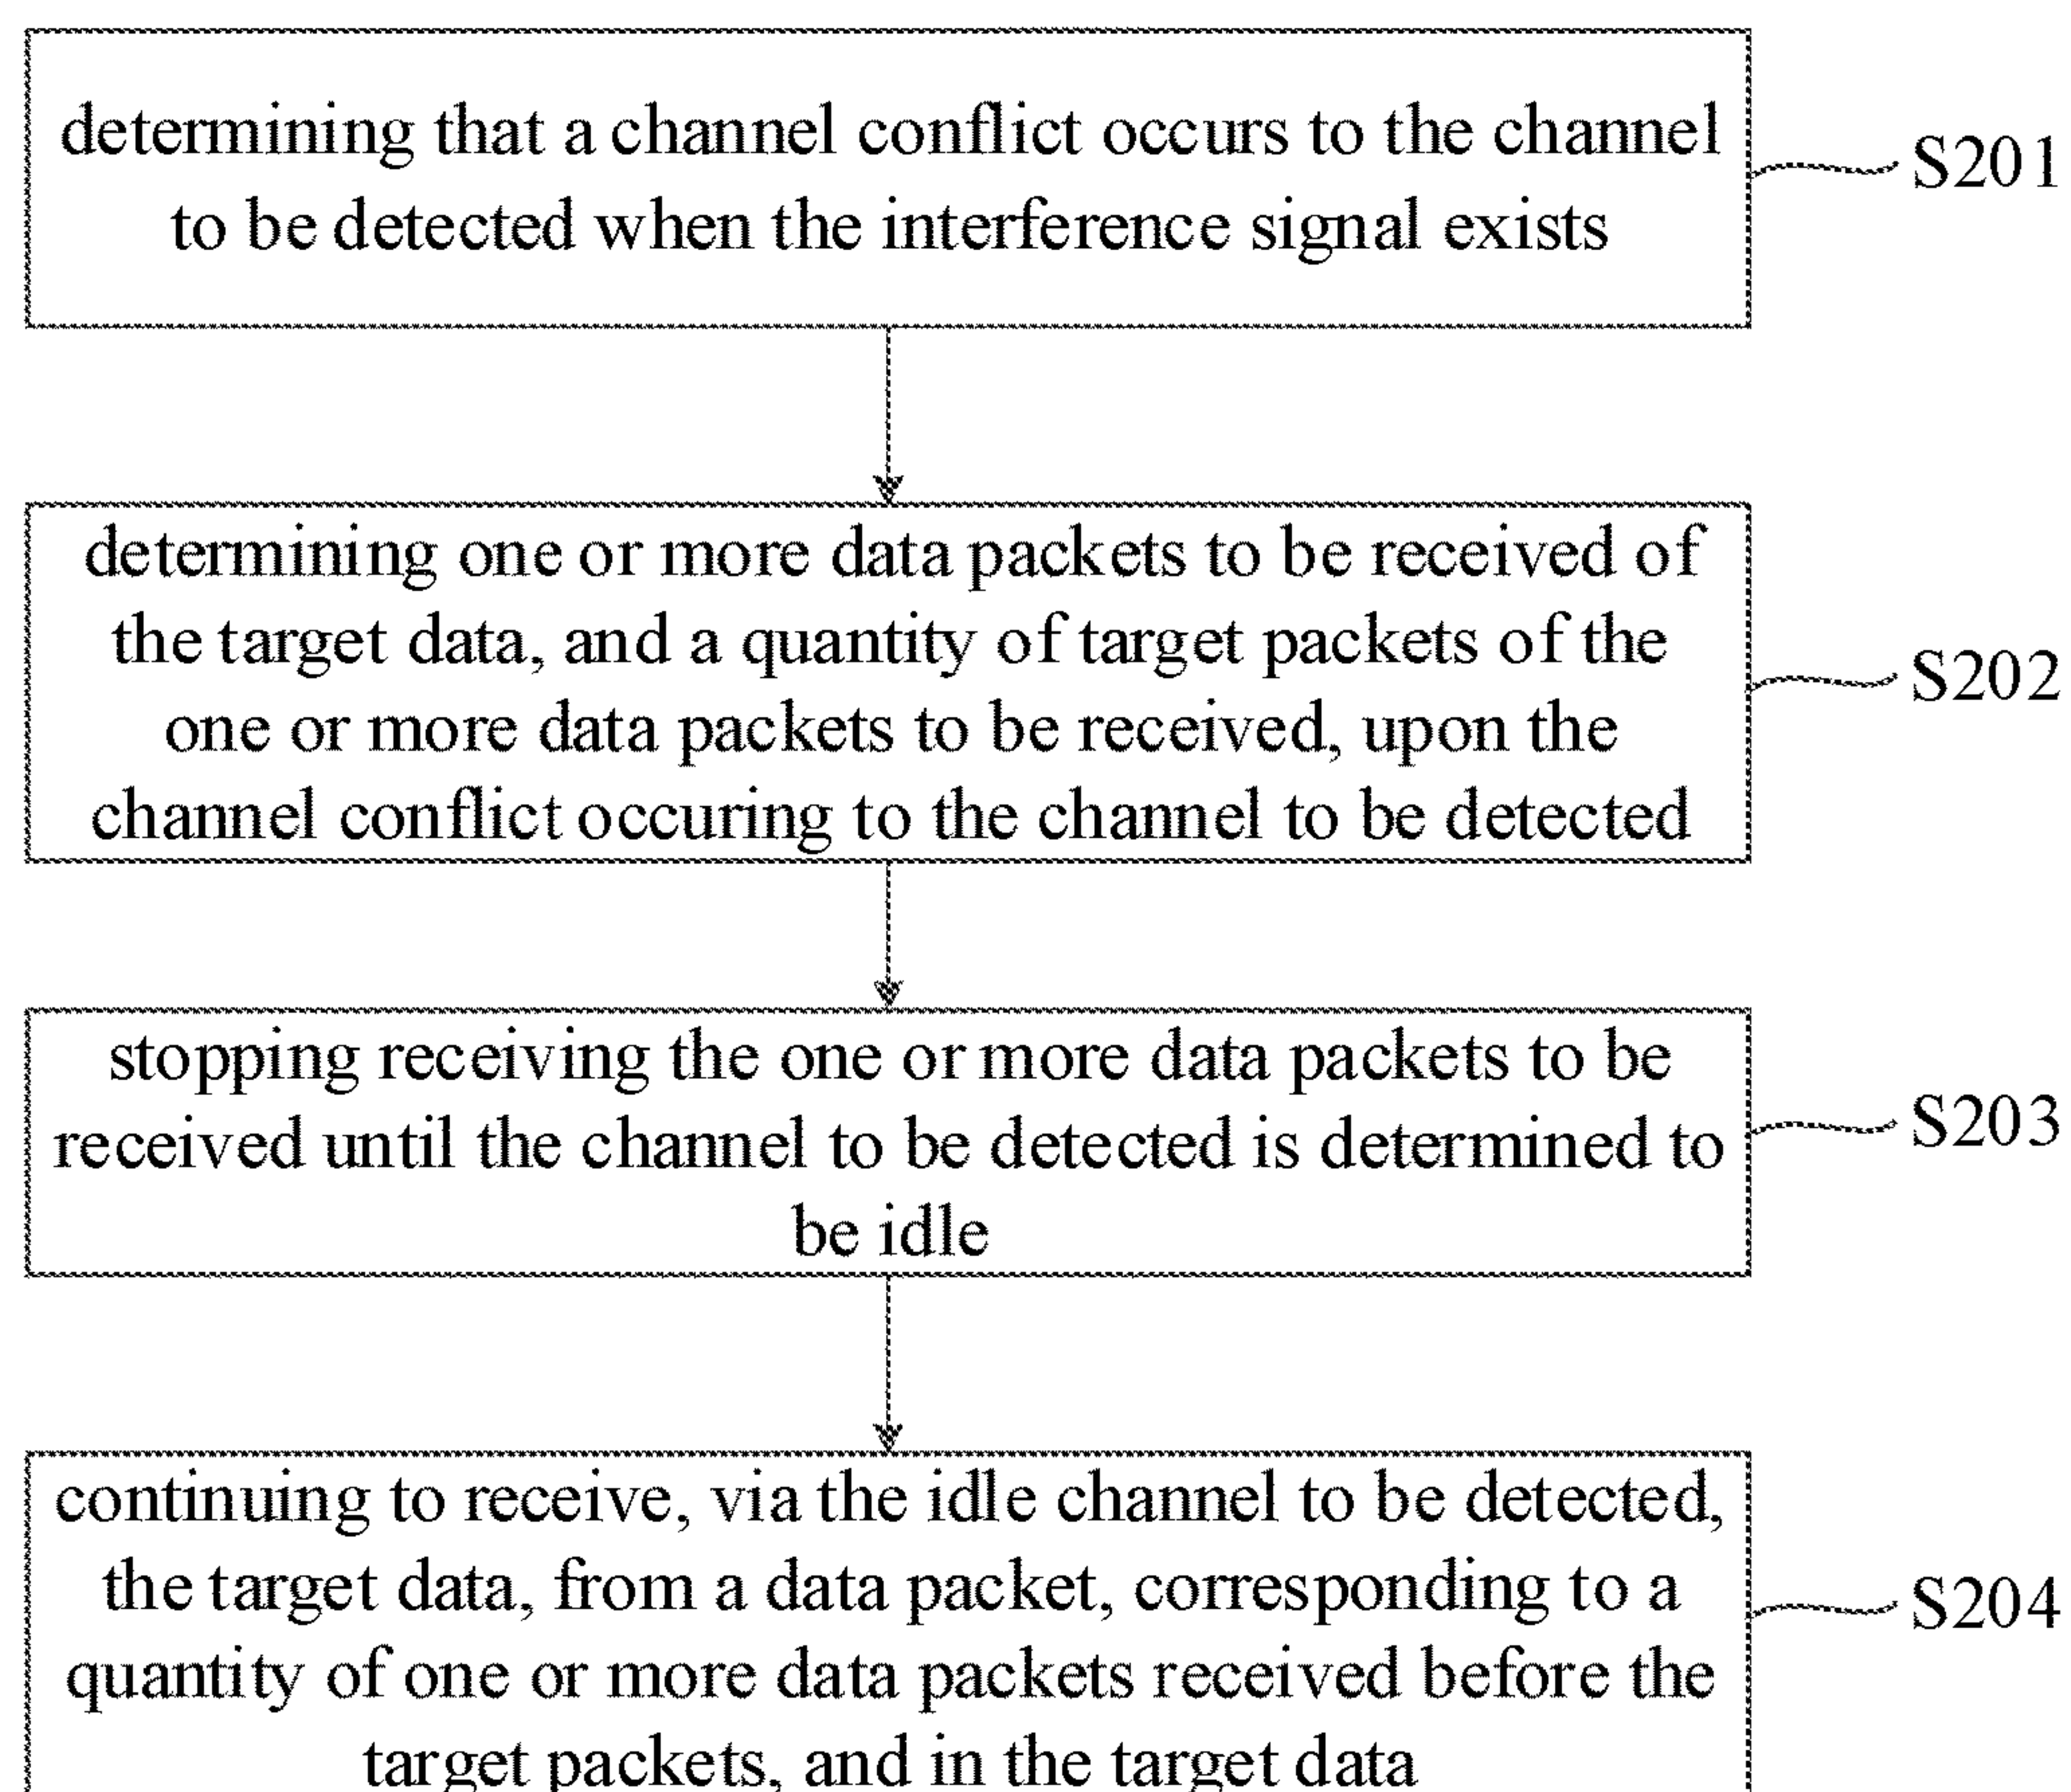 determining that a channel conflict occurs to the channel
to be detected when the interference signal exists
S201
determining one or more data packets to be received of
the target data, and a quantity of target packets of the
one or more data packets to be received, upon the
channel conflict occuring to the channel to be detected
S202
stopping receiving the one or more data packets to be
received until the channel to be detected is determined to
be idle
S203
continuing to receive, via the idle channel to be detected,
the target data, from a data packet, corresponding to a
quantity of one or more data packets received before the
target packets, and in the target data
S204